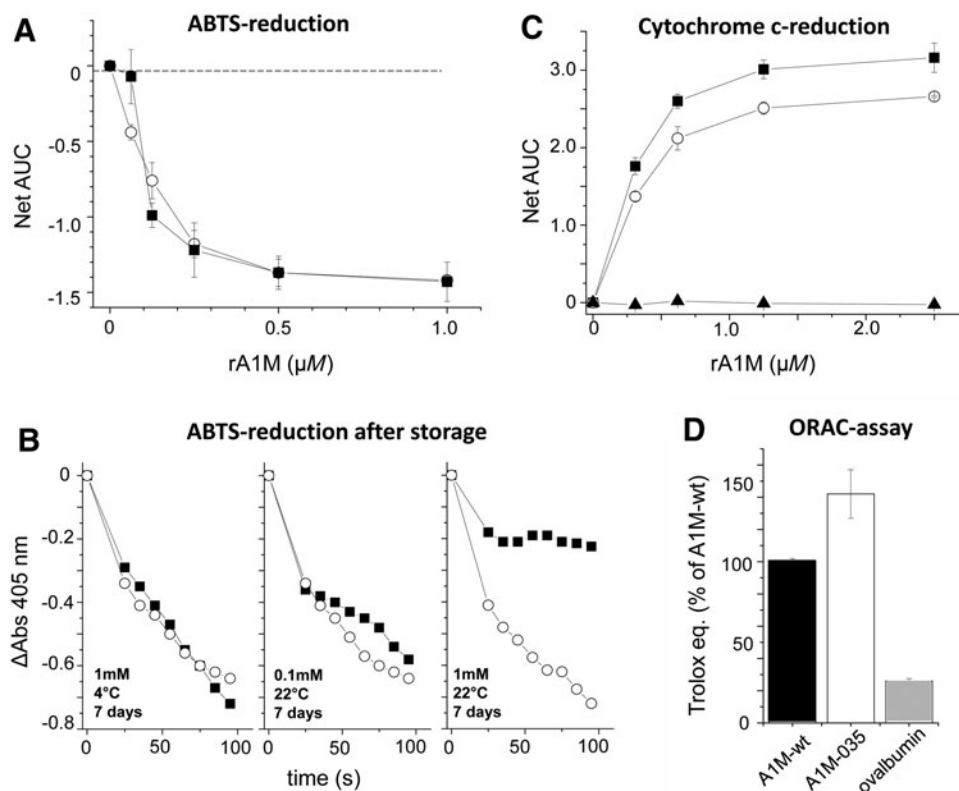 A
ABTS-reduction
0
-0.5
-1.0
-1.5
Net AUC
0
0.5
1.0
rA1M (µM)
C
Cytochrome c-reduction
3.0
2.0
1.0
0
Net AUC
0
1.0
2.0
rA1M (µM)
B
ABTS-reduction after storage
0
-0.2
-0.4
-0.6
-0.8
ΔAbs 405 nm
1mM
4°C
7 days
0.1mM
22°C
7 days
1mM
22°C
7 days
0
50
100
0
50
100
0
50
100
time (s)
D
ORAC-assay
150
100
50
0
Trolox eq. (% of A1M-wt)
A1M-wt
A1M-035
ovalbumin